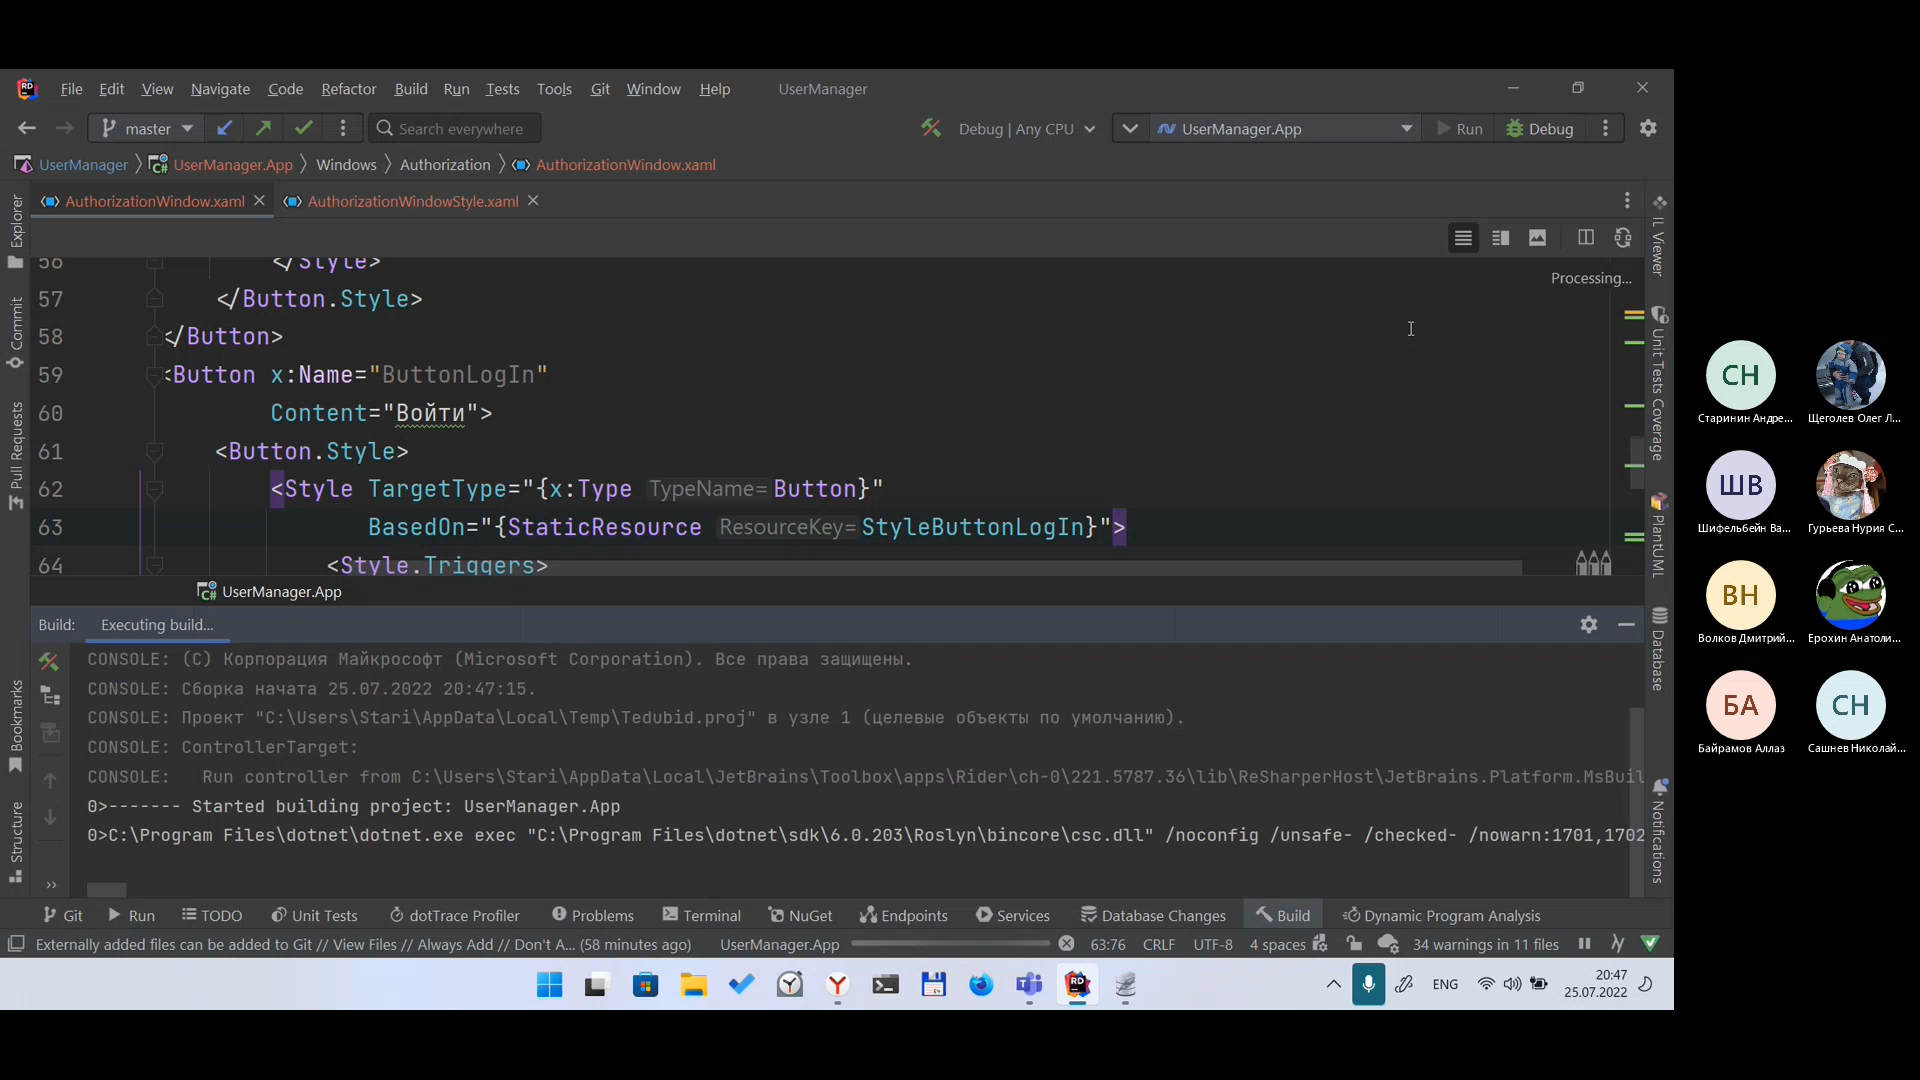 File Edit View Navigate Code Refactor Build Run Tests Tools Git Window Help UserManager
master Search everywhere Debug | Any CPU UserManager.App Run Debug
UserManager UserManager.App Windows Authorization AuthorizationWindow.xaml
AuthorizationWindow.xaml AuthorizationWindowStyle.xaml
Processing...
56 </Style>
57 </Button.Style>
58 </Button>
59 <Button x:Name="ButtonLogIn"
60 Content="Войти">
61 <Button.Style>
62 <Style TargetType="{x:Type TypeName=Button}"
63 BasedOn="{StaticResource ResourceKey=StyleButtonLogIn}">
64 <Style.Triggers>
UserManager.App
Build: Executing build...
CONSOLE: (C) Корпорация Майкрософт (Microsoft Corporation). Все права защищены.
CONSOLE: Сборка начата 25.07.2022 20:47:15.
CONSOLE: Проект "C:\Users\Stari\AppData\Local\Temp\Tedubid.proj" в узле 1 (целевые объекты по умолчанию).
CONSOLE: ControllerTarget:
CONSOLE: Run controller from C:\Users\Stari\AppData\Local\JetBrains\Toolbox\apps\Rider\ch-0\221.5787.36\lib\ReSharperHost\JetBrains.Platform.MsBuil
0>------- Started building project: UserManager.App
0>C:\Program Files\dotnet\dotnet.exe exec "C:\Program Files\dotnet\sdk\6.0.203\Roslyn\bincore\csc.dll" /noconfig /unsafe- /checked- /nowarn:1701,1702
Git Run TODO Unit Tests dotTrace Profiler Problems Terminal NuGet Endpoints Services Database Changes Build Dynamic Program Analysis
Externally added files can be added to Git // View Files // Always Add // Don't A... (58 minutes ago) UserManager.App 63:76 CRLF UTF-8 4 spaces 34 warnings in 11 files
ENG 20:47
25.07.2022
Explorer
Commit
Pull Requests
Bookmarks
Structure
IL Viewer
Unit Tests Coverage
PlantUML
Database
Notifications
СН
Старинин Андре... Щеголев Олег Л...
ШВ
Шифельбейн Ва... Гурьева Нурия С...
ВН
Волков Дмитрий... Ерохин Анатоли...
БА СН
Байрамов Аллаз Сашнев Николай...